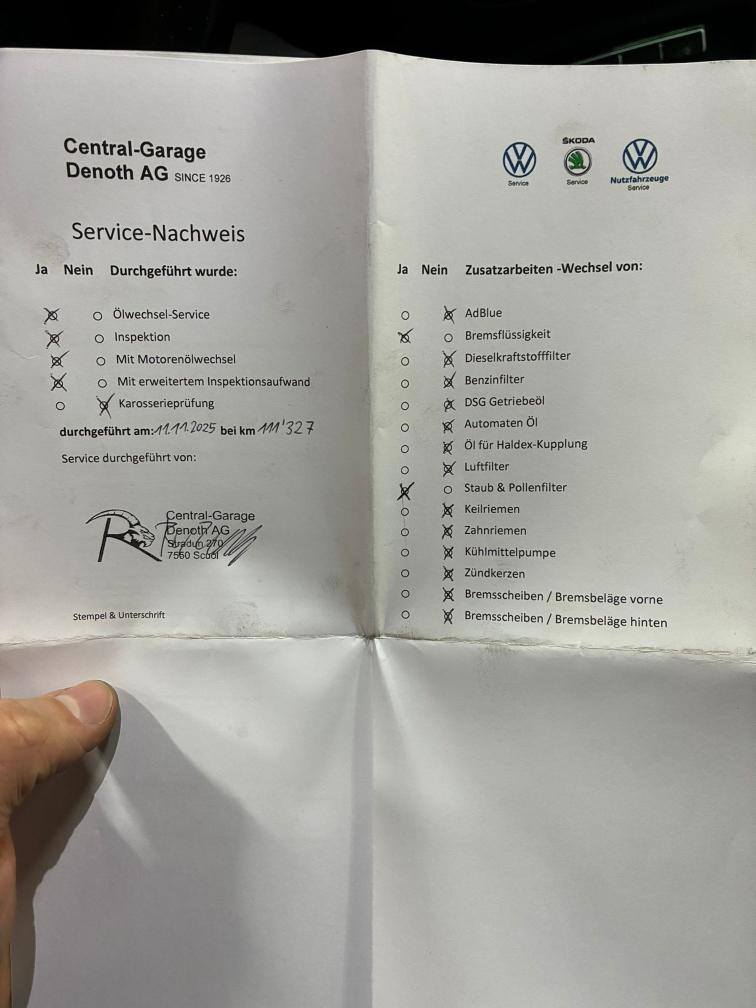 Central-Garage
Denoth AG SINCE 1926
Service
ŠKODA
Service
Nutzfahrzeuge
Service
Service-Nachweis
Ja Nein Durchgeführt wurde:
Ölwechsel-Service
Inspektion
Mit Motorenölwechsel
Mit erweitertem Inspektionsaufwand
Karosserieprüfung
durchgeführt am: 11.11.2025 bei km 111'327
Service durchgeführt von:
Central-Garage
Denoth AG
Stradun 270
7550 Scuol
Stempel & Unterschrift
Ja Nein Zusatzarbeiten -Wechsel von:
AdBlue
Bremsflüssigkeit
Dieselkraftstofffilter
Benzinfilter
DSG Getriebeöl
Automaten Öl
Öl für Haldex-Kupplung
Luftfilter
Staub & Pollenfilter
Keilriemen
Zahnriemen
Kühlmittelpumpe
Zündkerzen
Bremsscheiben / Bremsbeläge vorne
Bremsscheiben / Bremsbeläge hinten